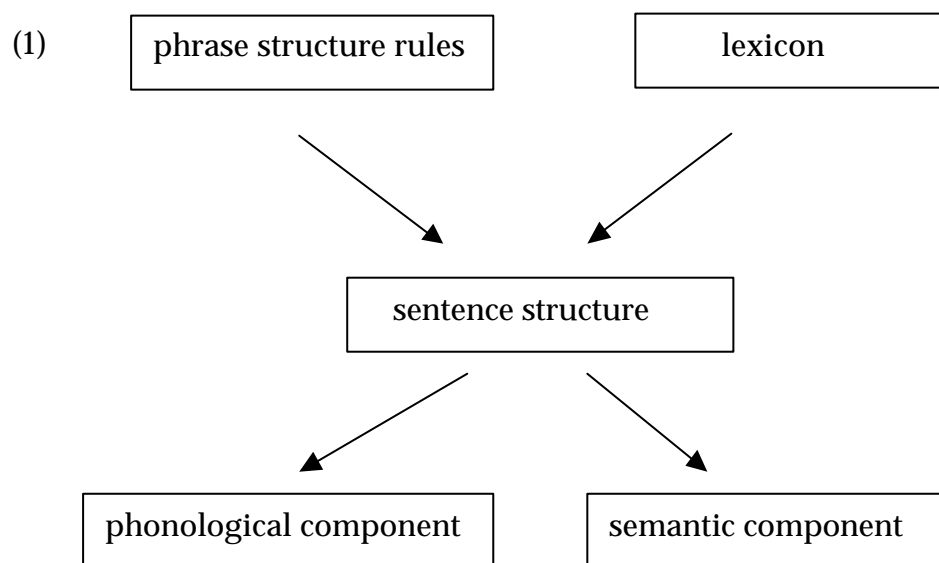 (1) phrase structure rules lexicon
sentence structure
phonological component semantic component